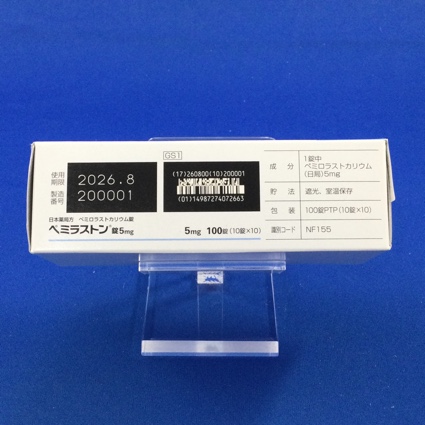 使用
期限 2026.8
製造
番号 200001
日本薬局方 ペミロラストカリウム錠
ペミラストン®錠5mg
5mg 100錠(10錠×10)
GS1
(17)260800(10)200001
(01)14987274072663
成分 1錠中
ペミロラストカリウム
(日局)5mg
貯法 遮光、室温保存
包装 100錠PTP(10錠×10)
識別コード NF155